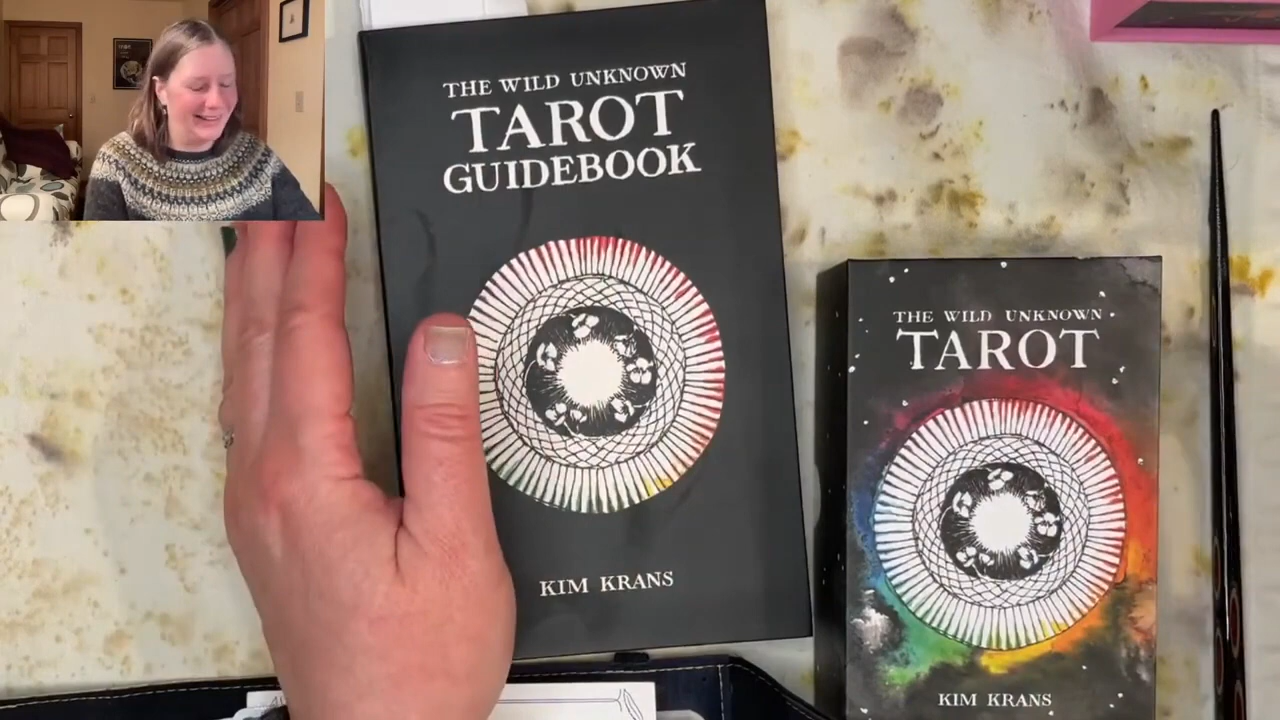 THE WILD UNKNOWN
TAROT
GUIDEBOOK
KIM KRANS
THE WILD UNKNOWN
TAROT
KIM KRANS